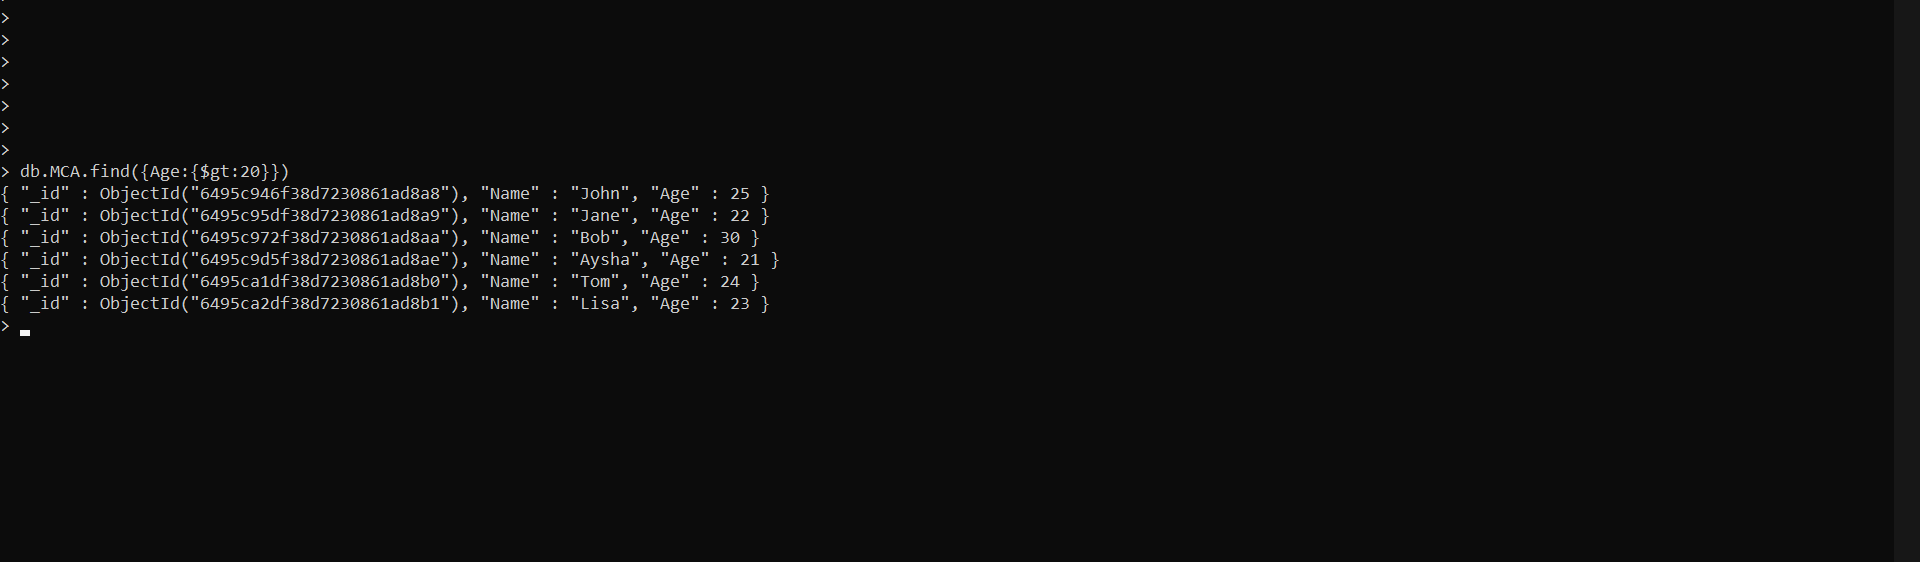 >
>
>
>
>
>
>
> db.MCA.find({Age:{$gt:20}})
{ "_id" : ObjectId("6495c946f38d7230861ad8a8"), "Name" : "John", "Age" : 25 }
{ "_id" : ObjectId("6495c95df38d7230861ad8a9"), "Name" : "Jane", "Age" : 22 }
{ "_id" : ObjectId("6495c972f38d7230861ad8aa"), "Name" : "Bob", "Age" : 30 }
{ "_id" : ObjectId("6495c9d5f38d7230861ad8ae"), "Name" : "Aysha", "Age" : 21 }
{ "_id" : ObjectId("6495ca1df38d7230861ad8b0"), "Name" : "Tom", "Age" : 24 }
{ "_id" : ObjectId("6495ca2df38d7230861ad8b1"), "Name" : "Lisa", "Age" : 23 }
>